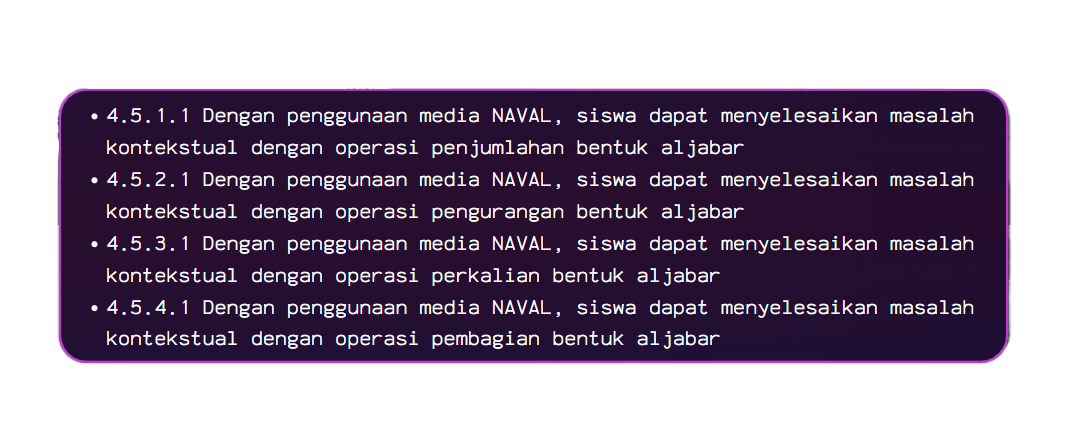 • 4.5.1.1 Dengan penggunaan media NAVAL, siswa dapat menyelesaikan masalah
kontekstual dengan operasi penjumlahan bentuk aljabar
• 4.5.2.1 Dengan penggunaan media NAVAL, siswa dapat menyelesaikan masalah
kontekstual dengan operasi pengurangan bentuk aljabar
• 4.5.3.1 Dengan penggunaan media NAVAL, siswa dapat menyelesaikan masalah
kontekstual dengan operasi perkalian bentuk aljabar
• 4.5.4.1 Dengan penggunaan media NAVAL, siswa dapat menyelesaikan masalah
kontekstual dengan operasi pembagian bentuk aljabar